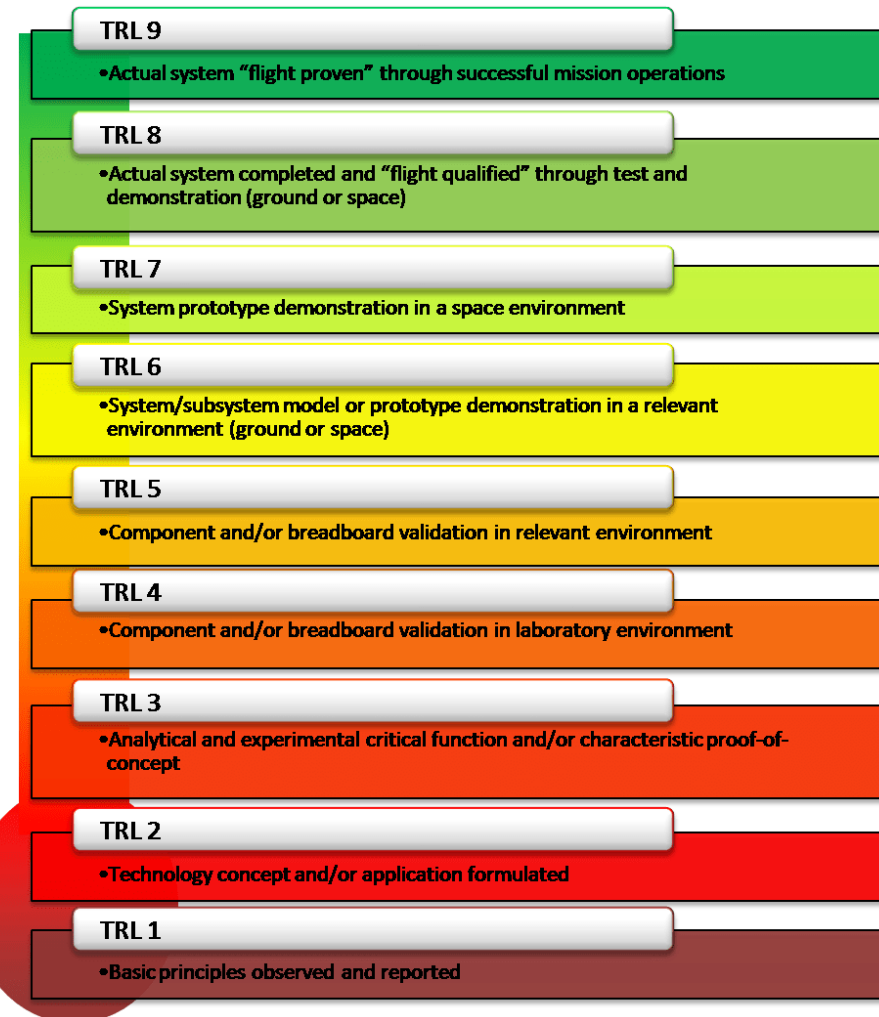 TRL 9
•Actual system “flight proven” through successful mission operations
TRL 8
•Actual system completed and “flight qualified” through test and
demonstration (ground or space)
TRL 7
•System prototype demonstration in a space environment
TRL 6
•System/subsystem model or prototype demonstration in a relevant
environment (ground or space)
TRL 5
•Component and/or breadboard validation in relevant environment
TRL 4
•Component and/or breadboard validation in laboratory environment
TRL 3
•Analytical and experimental critical function and/or characteristic proof-of-
concept
TRL 2
•Technology concept and/or application formulated
TRL 1
•Basic principles observed and reported